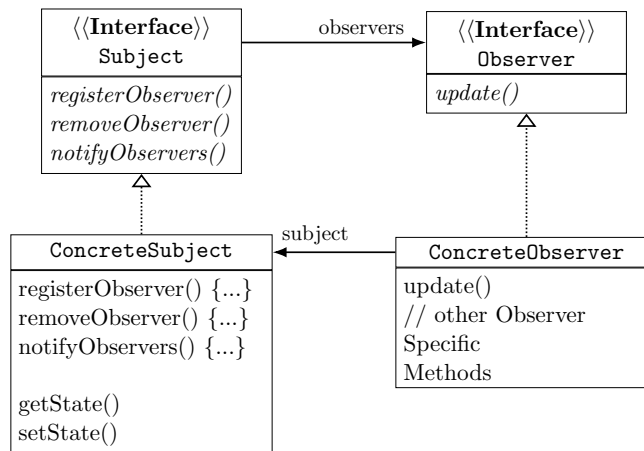 ⟨⟨Interface⟩⟩
Subject
registerObserver()
removeObserver()
notifyObservers()
observers
⟨⟨Interface⟩⟩
Observer
update()
ConcreteSubject
registerObserver() {...}
removeObserver() {...}
notifyObservers() {...}
getState()
setState()
subject
ConcreteObserver
update()
// other Observer
Specific
Methods